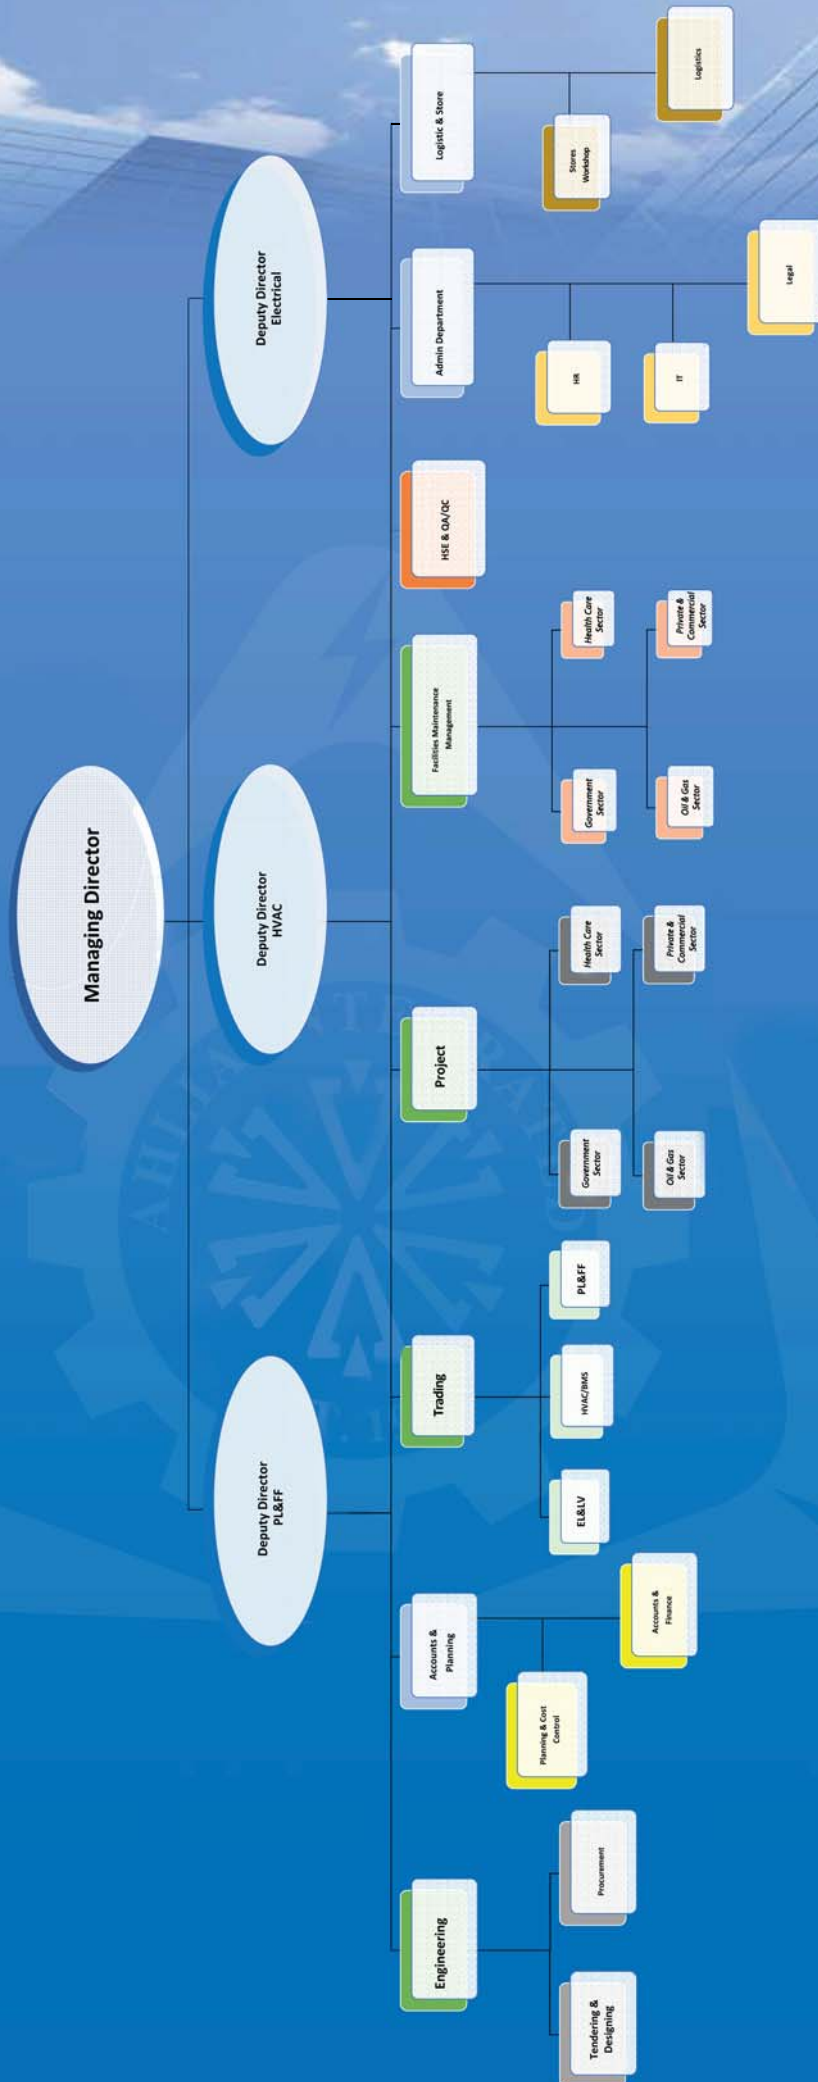 Managing Director
Deputy Director
PL&FF
Deputy Director
HVAC
Deputy Director
Electrical
Engineering
Accounts &
Planning
Trading
Project
Facilities Maintenance
Management
HSE & QA/QC
Admin Department
Logistic & Store
Tendering &
Designing
Procurement
Planning & Cost
Control
Accounts &
Finance
EL&LV
HVAC/BMS
PL&FF
Government
Sector
Health Care
Sector
Oil & Gas
Sector
Private &
Commercial
Sector
Government
Sector
Health Care
Sector
Oil & Gas
Sector
Private &
Commercial
Sector
HR
IT
Legal
Stores
Workshop
Logistics